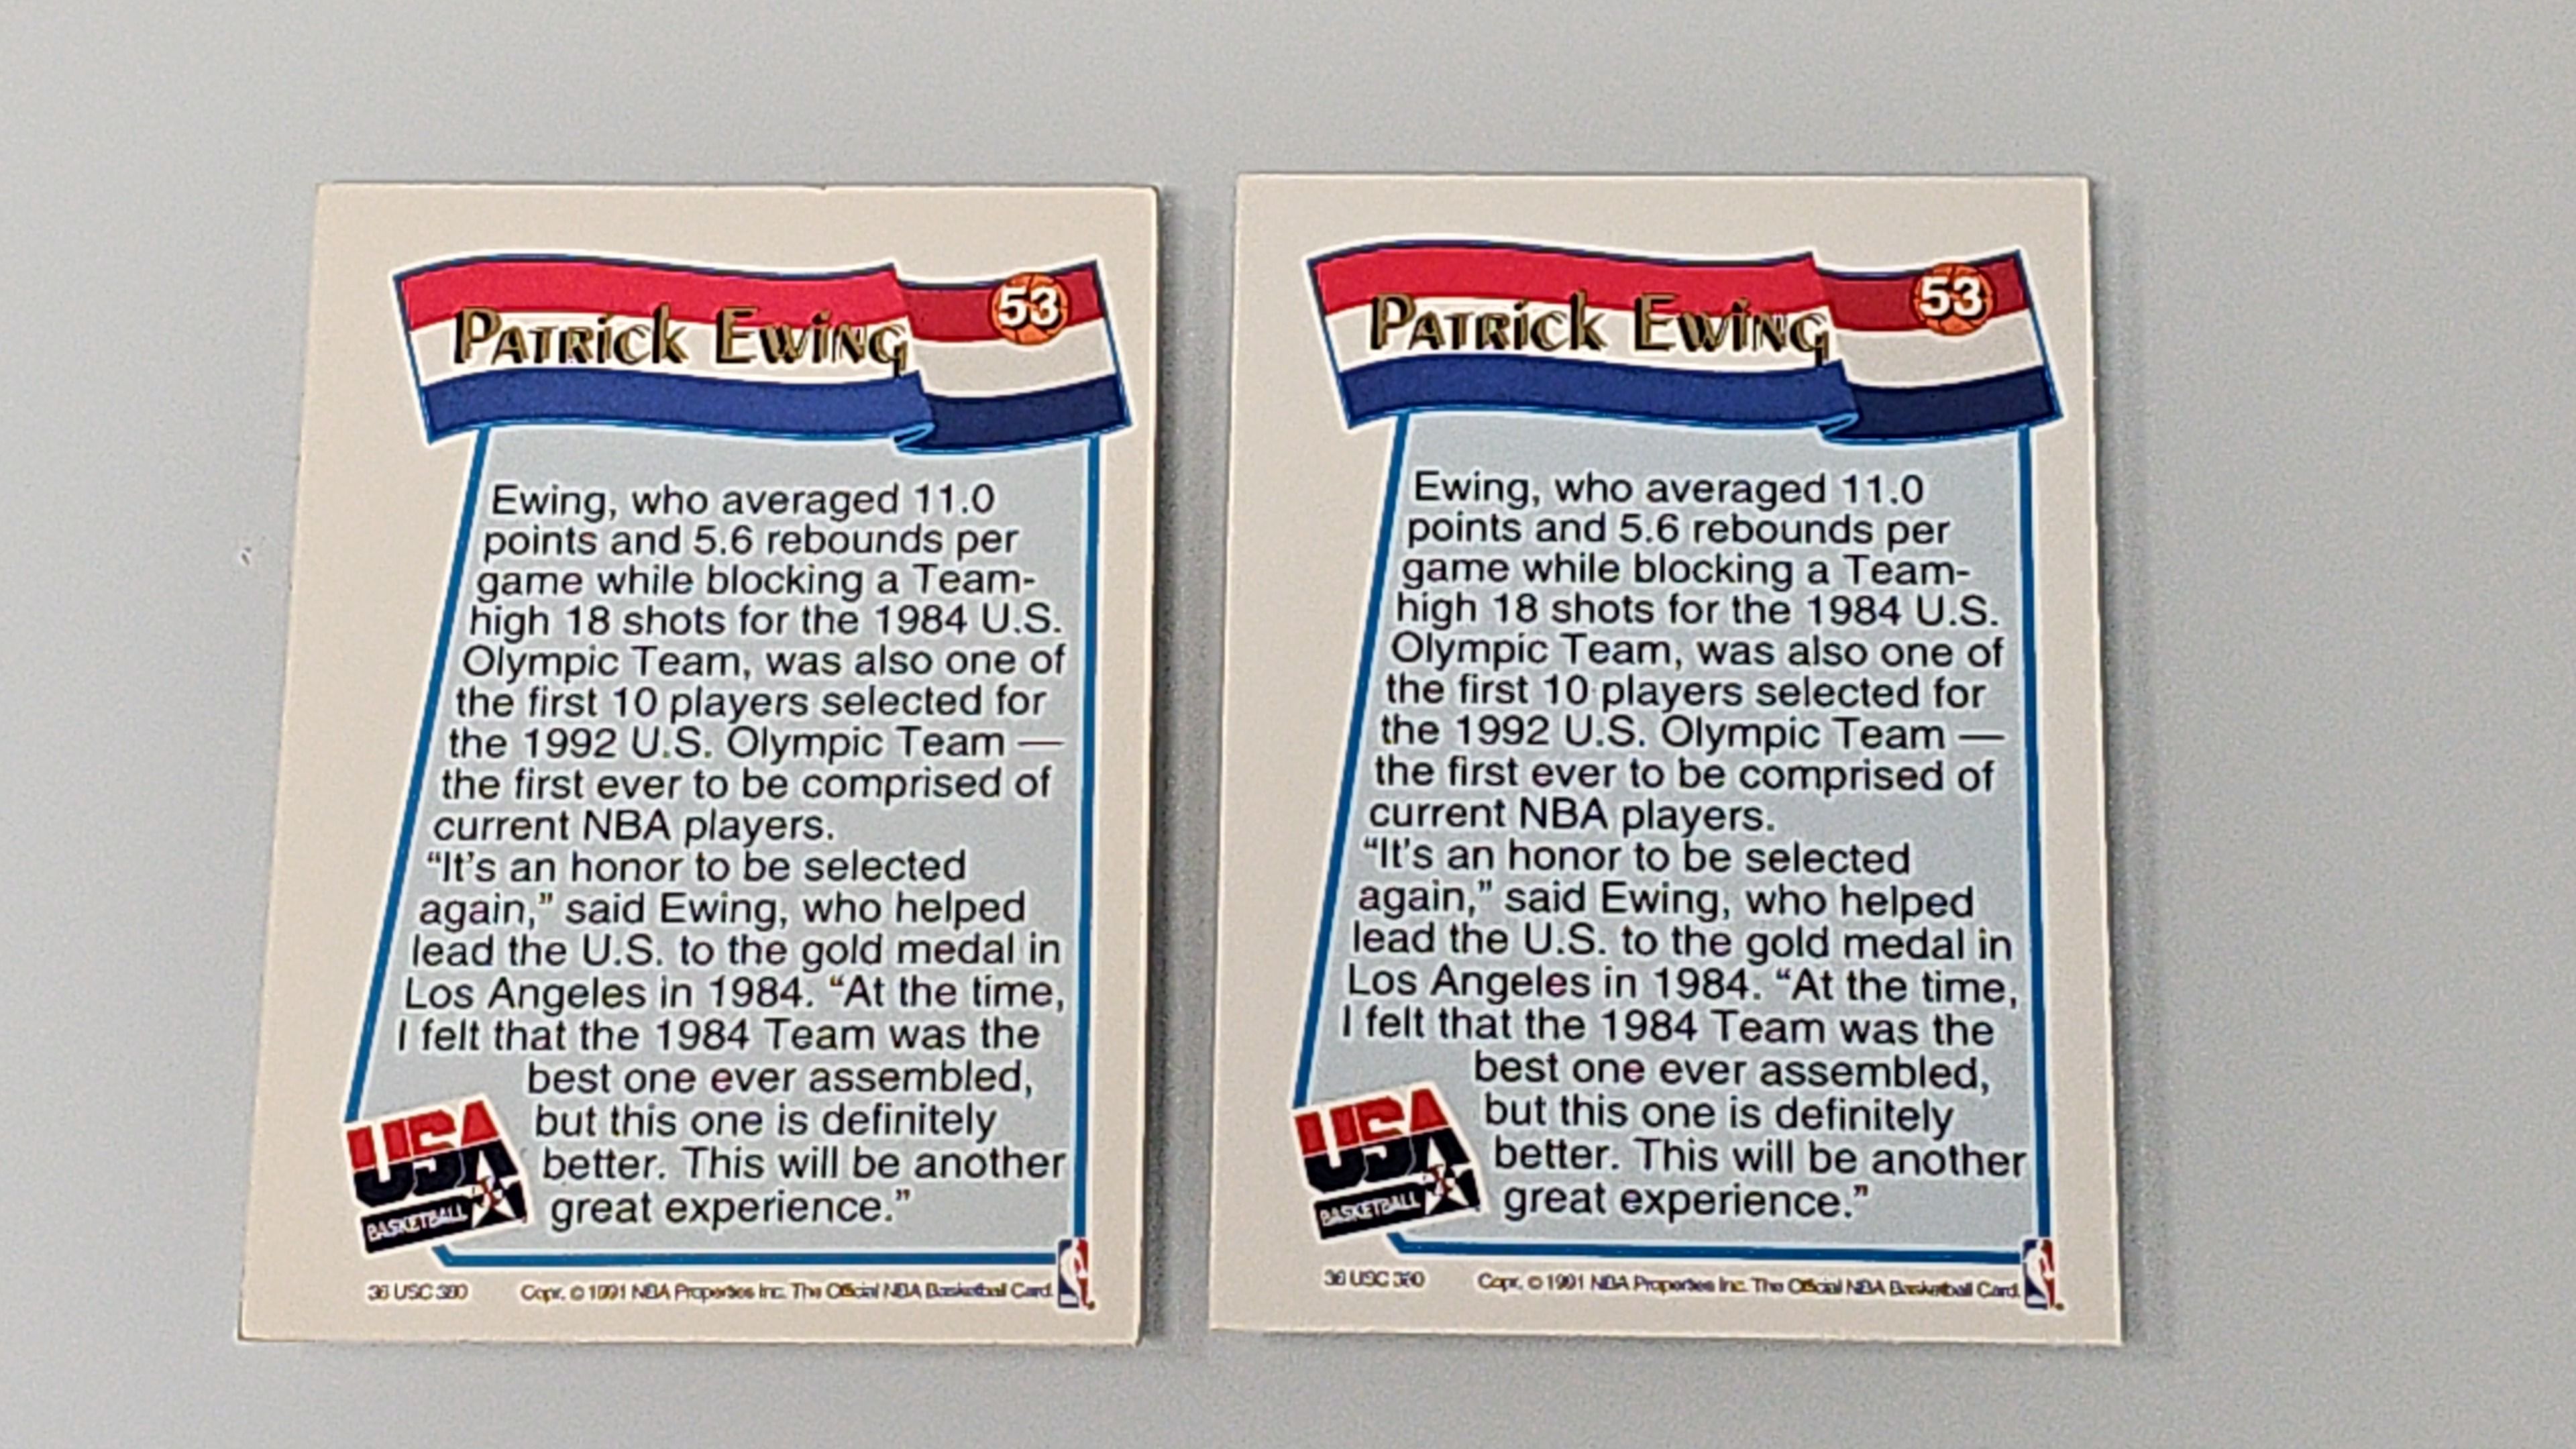 PATRICK EWING
53
Ewing, who averaged 11.0
points and 5.6 rebounds per
game while blocking a Team-
high 18 shots for the 1984 U.S.
Olympic Team, was also one of
the first 10 players selected for
the 1992 U.S. Olympic Team —
the first ever to be comprised of
current NBA players.
“It’s an honor to be selected
again,” said Ewing, who helped
lead the U.S. to the gold medal in
Los Angeles in 1984. “At the time,
I felt that the 1984 Team was the
best one ever assembled,
but this one is definitely
better. This will be another
great experience.”
USA
BASKETBALL
36 USC 380 Copr. © 1991 NBA Properties Inc. The Official NBA Basketball Card.
PATRICK EWING
53
Ewing, who averaged 11.0
points and 5.6 rebounds per
game while blocking a Team-
high 18 shots for the 1984 U.S.
Olympic Team, was also one of
the first 10 players selected for
the 1992 U.S. Olympic Team —
the first ever to be comprised of
current NBA players.
“It’s an honor to be selected
again,” said Ewing, who helped
lead the U.S. to the gold medal in
Los Angeles in 1984. “At the time,
I felt that the 1984 Team was the
best one ever assembled,
but this one is definitely
better. This will be another
great experience.”
USA
BASKETBALL
36 USC 380 Copr. © 1991 NBA Properties Inc. The Official NBA Basketball Card.